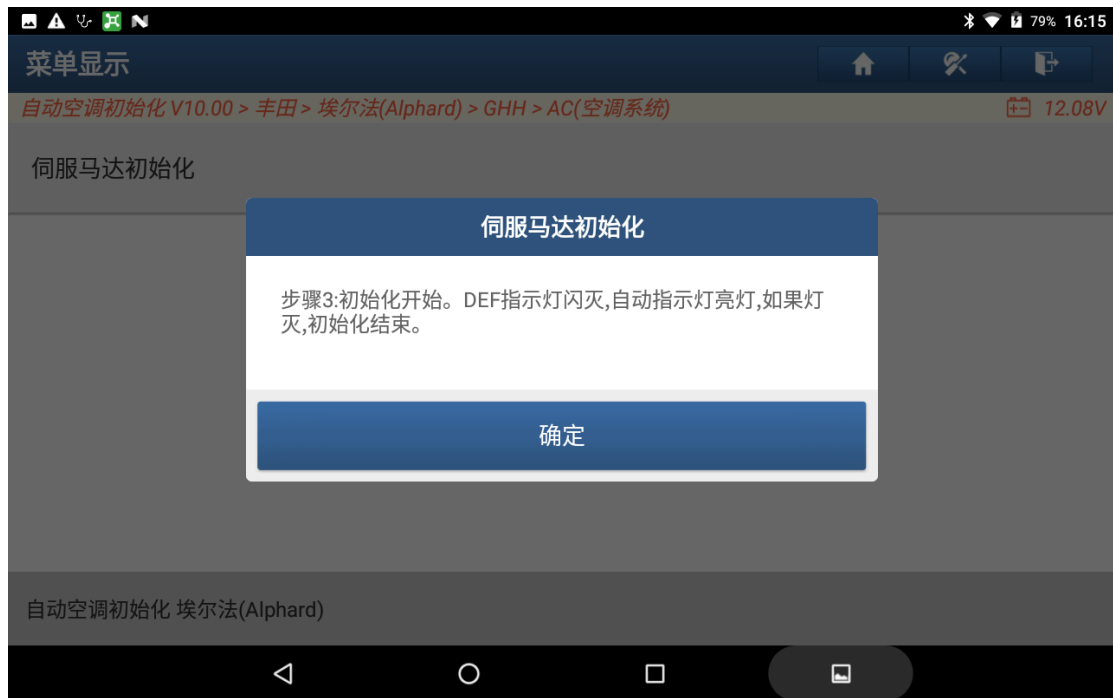 79% 16:15
菜单显示
自动空调初始化 V10.00 > 丰田 > 埃尔法(Alphard) > GHH > AC(空调系统) 12.08V
伺服马达初始化
伺服马达初始化
步骤3:初始化开始。DEF指示灯闪灭,自动指示灯亮灯,如果灯
灭,初始化结束。
确定
自动空调初始化 埃尔法(Alphard)